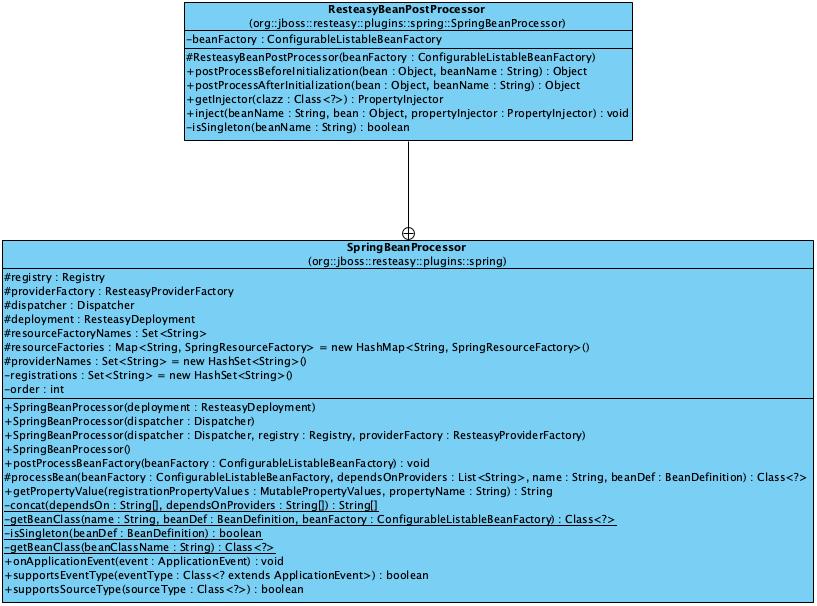 ResteasyBeanPostProcessor
(org::jboss::resteasy::plugins::spring::SpringBeanProcessor)
-beanFactory : ConfigurableListableBeanFactory
#ResteasyBeanPostProcessor(beanFactory : ConfigurableListableBeanFactory)
+postProcessBeforeInitialization(bean : Object, beanName : String) : Object
+postProcessAfterInitialization(bean : Object, beanName : String) : Object
+getInjector(clazz : Class<?>) : PropertyInjector
+inject(beanName : String, bean : Object, propertyInjector : PropertyInjector) : void
-isSingleton(beanName : String) : boolean
SpringBeanProcessor
(org::jboss::resteasy::plugins::spring)
#registry : Registry
#providerFactory : ResteasyProviderFactory
#dispatcher : Dispatcher
#deployment : ResteasyDeployment
#resourceFactoryNames : Set<String>
#resourceFactories : Map<String, SpringResourceFactory> = new HashMap<String, SpringResourceFactory>()
#providerNames : Set<String> = new HashSet<String>()
-registrations : Set<String> = new HashSet<String>()
-order : int
+SpringBeanProcessor(deployment : ResteasyDeployment)
+SpringBeanProcessor(dispatcher : Dispatcher)
+SpringBeanProcessor(dispatcher : Dispatcher, registry : Registry, providerFactory : ResteasyProviderFactory)
+SpringBeanProcessor()
+postProcessBeanFactory(beanFactory : ConfigurableListableBeanFactory) : void
#processBean(beanFactory : ConfigurableListableBeanFactory, dependsOnProviders : List<String>, name : String, beanDef : BeanDefinition) : Class<?>
+getPropertyValue(registrationPropertyValues : MutablePropertyValues, propertyName : String) : String
-concat(dependsOn : String[], dependsOnProviders : String[]) : String[]
-getBeanClass(name : String, beanDef : BeanDefinition, beanFactory : ConfigurableListableBeanFactory) : Class<?>
-isSingleton(beanDef : BeanDefinition) : boolean
-getBeanClass(beanClassName : String) : Class<?>
+onApplicationEvent(event : ApplicationEvent) : void
+supportsEventType(eventType : Class<? extends ApplicationEvent>) : boolean
+supportsSourceType(sourceType : Class<?>) : boolean